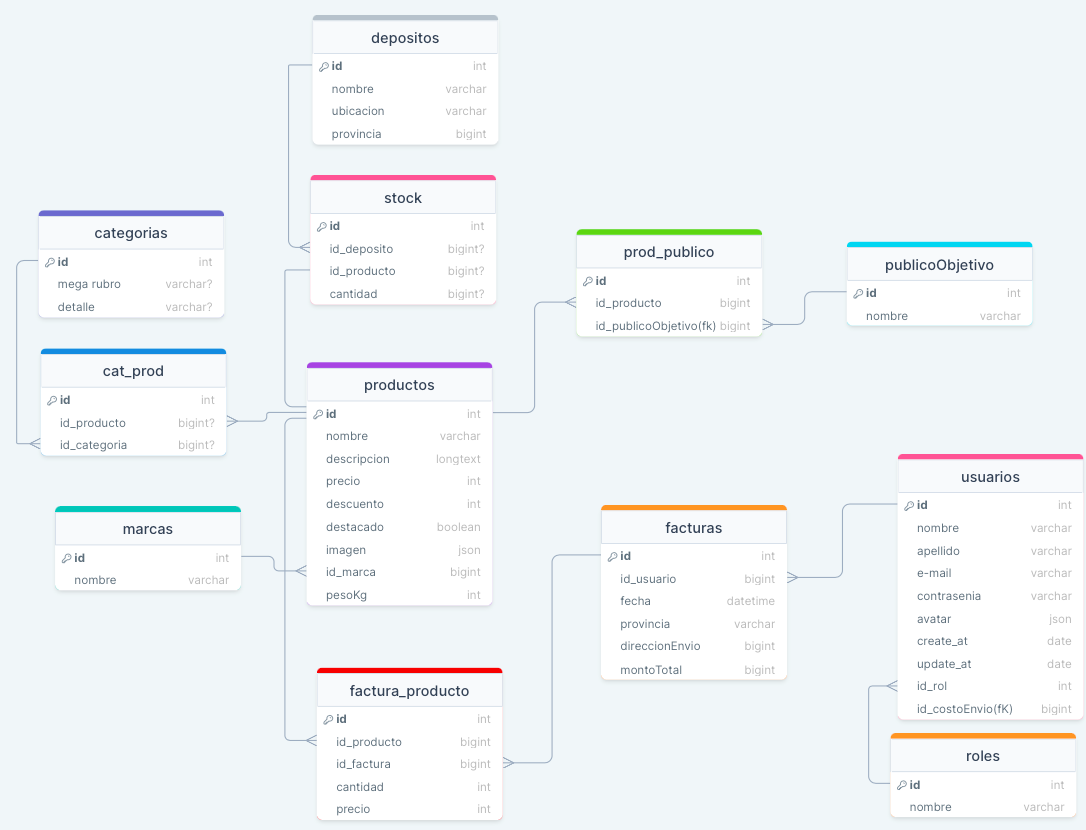 depositos
id int
nombre varchar
ubicacion varchar
provincia bigint
stock
id int
id_deposito bigint?
id_producto bigint?
cantidad bigint?
categorias
id int
mega rubro varchar?
detalle varchar?
prod_publico
id int
id_producto bigint
id_publicoObjetivo(fk) bigint
publicoObjetivo
id int
nombre varchar
cat_prod
id int
id_producto bigint?
id_categoria bigint?
productos
id int
nombre varchar
descripcion longtext
precio int
descuento int
destacado boolean
imagen json
id_marca bigint
pesoKg int
marcas
id int
nombre varchar
facturas
id int
id_usuario bigint
fecha datetime
provincia varchar
direccionEnvio bigint
montoTotal bigint
usuarios
id int
nombre varchar
apellido varchar
e-mail varchar
contrasenia varchar
avatar json
create_at date
update_at date
id_rol int
id_costoEnvio(fK) bigint
factura_producto
id int
id_producto bigint
id_factura bigint
cantidad int
precio int
roles
id int
nombre varchar